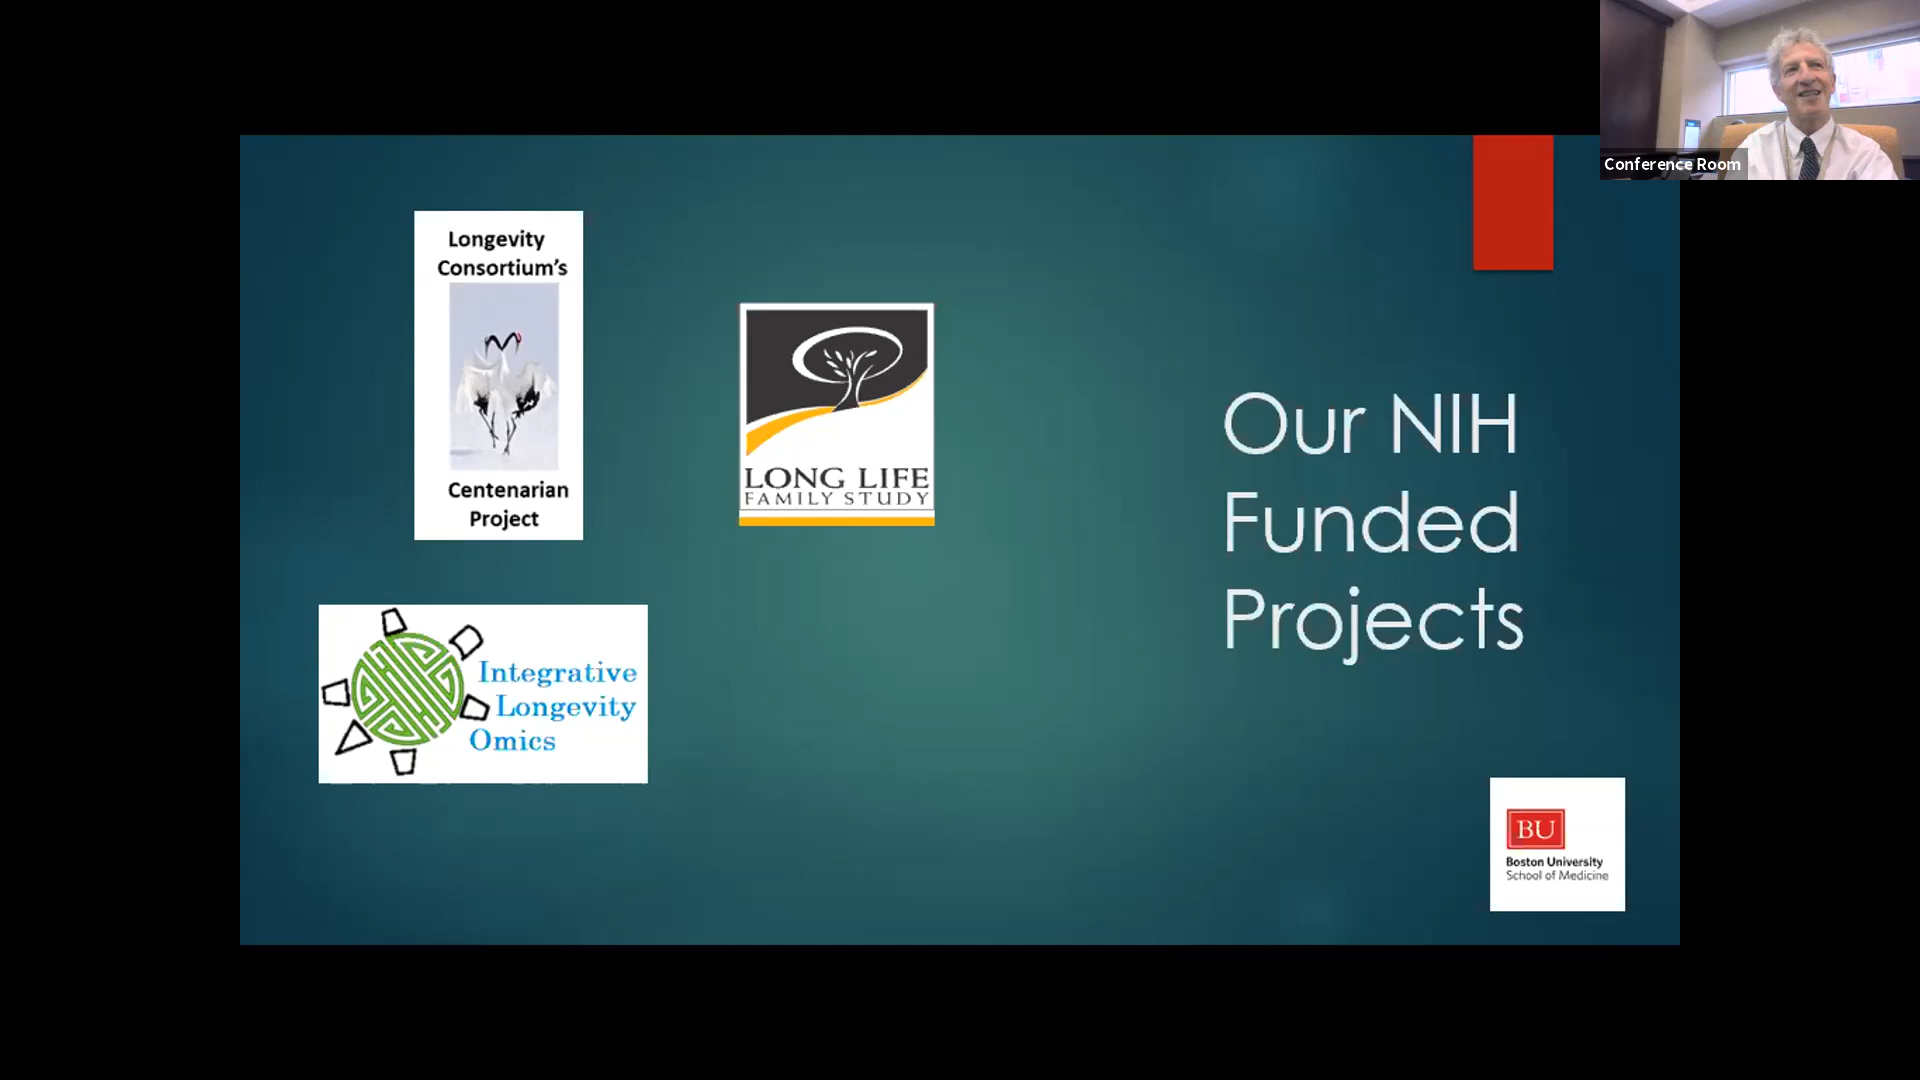 Conference Room
Longevity
Consortium's
Centenarian
Project
LONG LIFE
FAMILY STUDY
Integrative
Longevity
Omics
Our NIH
Funded
Projects
BU
Boston University
School of Medicine